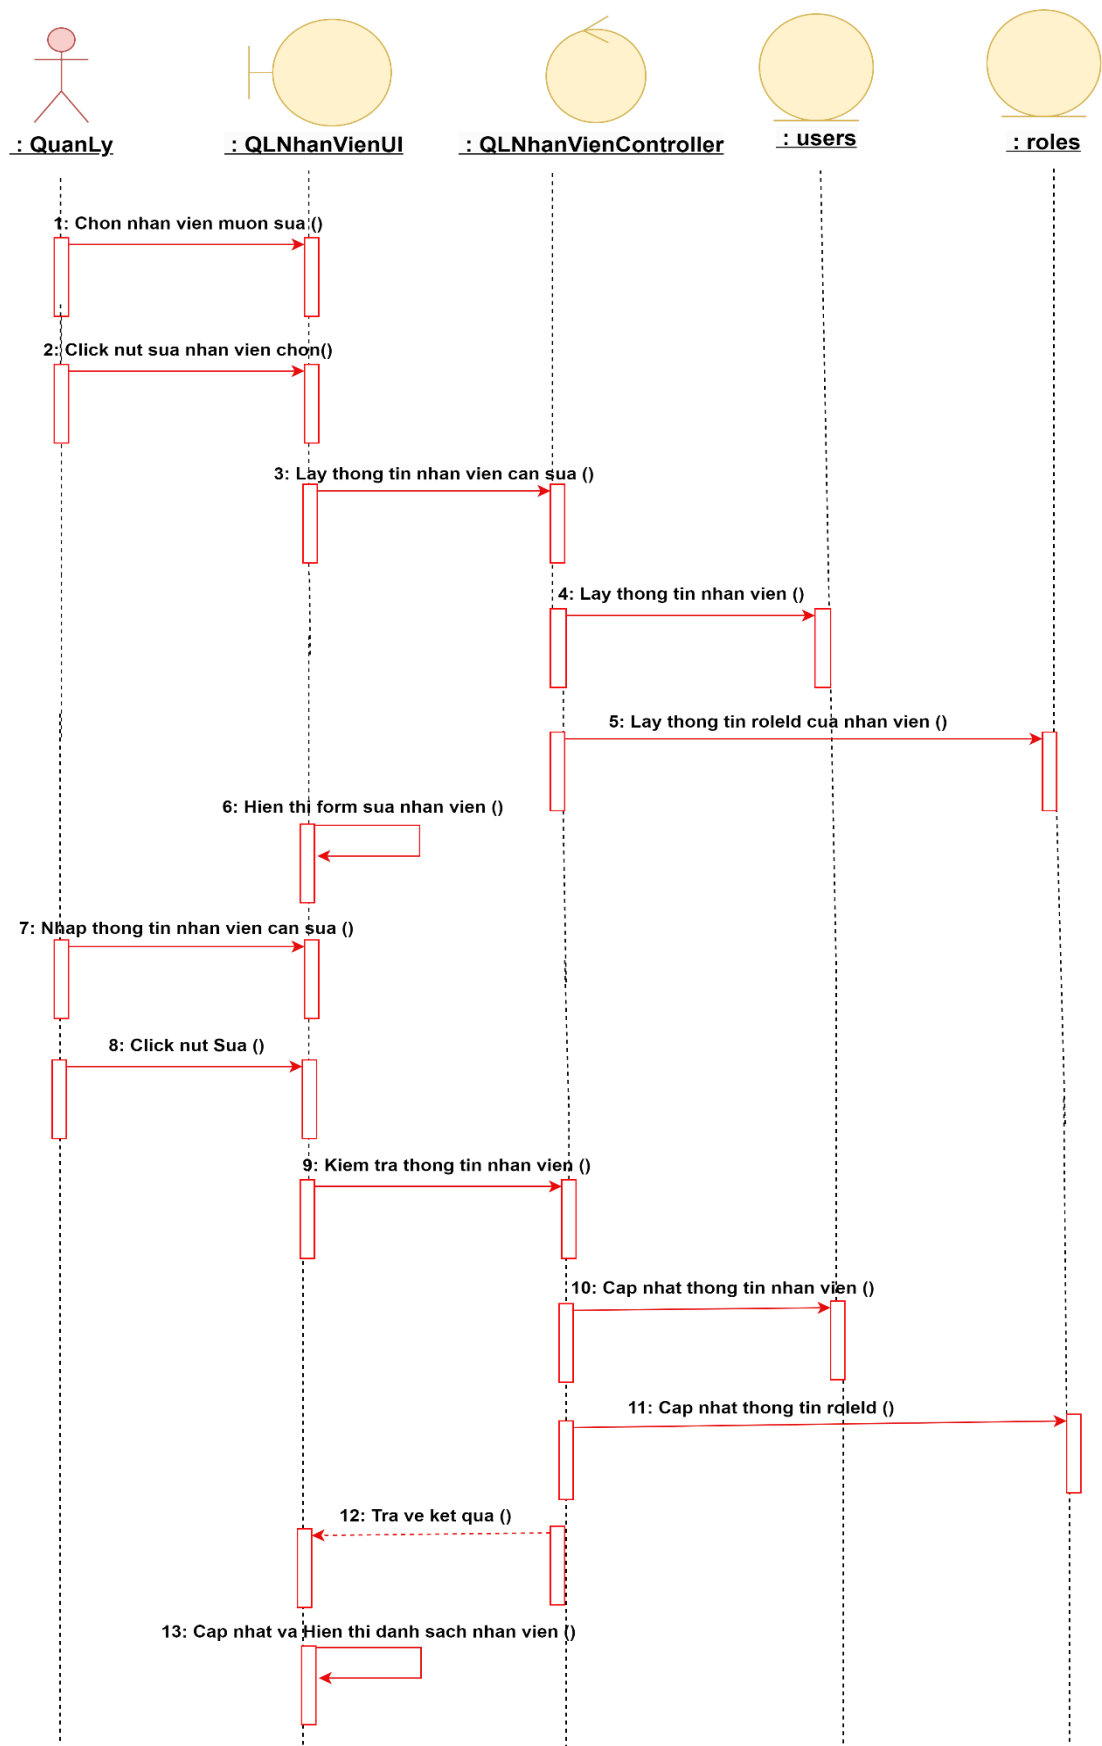 : QuanLy
: QLNhanVienUI
: QLNhanVienController
: users
: roles
1: Chon nhan vien muon sua ()
2: Click nut sua nhan vien chon()
3: Lay thong tin nhan vien can sua ()
4: Lay thong tin nhan vien ()
5: Lay thong tin roleId cua nhan vien ()
6: Hien thi form sua nhan vien ()
7: Nhap thong tin nhan vien can sua ()
8: Click nut Sua ()
9: Kiem tra thong tin nhan vien ()
10: Cap nhat thong tin nhan vien ()
11: Cap nhat thong tin roleId ()
12: Tra ve ket qua ()
13: Cap nhat va Hien thi danh sach nhan vien ()